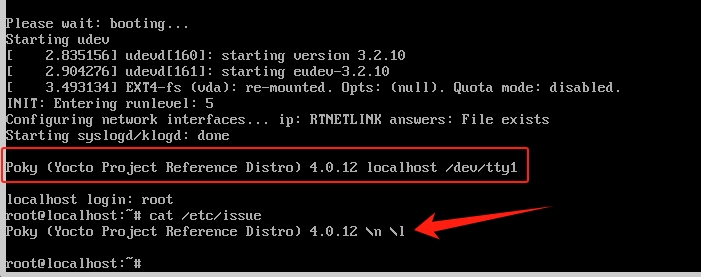 Please wait: booting...
Starting udev
[    2.835156] udevd[160]: starting version 3.2.10
[    2.904276] udevd[161]: starting eudev-3.2.10
[    3.493134] EXT4-fs (vda): re-mounted. Opts: (null). Quota mode: disabled.
INIT: Entering runlevel: 5
Configuring network interfaces... ip: RTNETLINK answers: File exists
Starting syslogd/klogd: done
Poky (Yocto Project Reference Distro) 4.0.12 localhost /dev/tty1
localhost login: root
root@localhost:~# cat /etc/issue
Poky (Yocto Project Reference Distro) 4.0.12 \n \l
root@localhost:~#